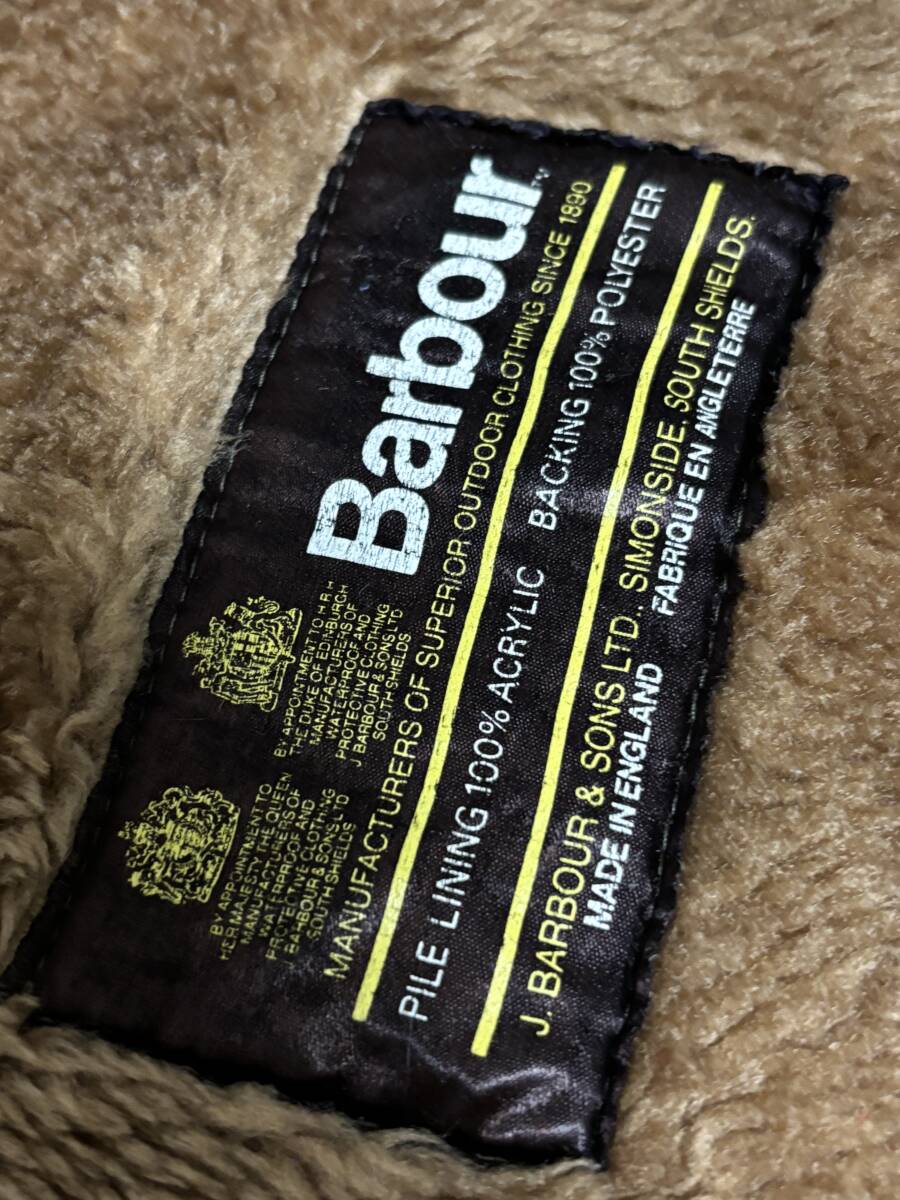 Barbour™
BY APPOINTMENT TO
HER MAJESTY THE QUEEN
MANUFACTURERS OF
WATERPROOF AND
PROTECTIVE CLOTHING
BARBOUR & SONS LTD
SOUTH SHIELDS
BY APPOINTMENT TO H.R.H
THE DUKE OF EDINBURGH
MANUFACTURERS OF
WATERPROOF AND
PROTECTIVE CLOTHING
J BARBOUR & SONS LTD
SOUTH SHIELDS
MANUFACTURERS OF SUPERIOR OUTDOOR CLOTHING SINCE 1890
PILE LINING 100% ACRYLIC BACKING 100% POLYESTER
J. BARBOUR & SONS LTD., SIMONSIDE, SOUTH SHIELDS.
MADE IN ENGLAND FABRIQUE EN ANGLETERRE